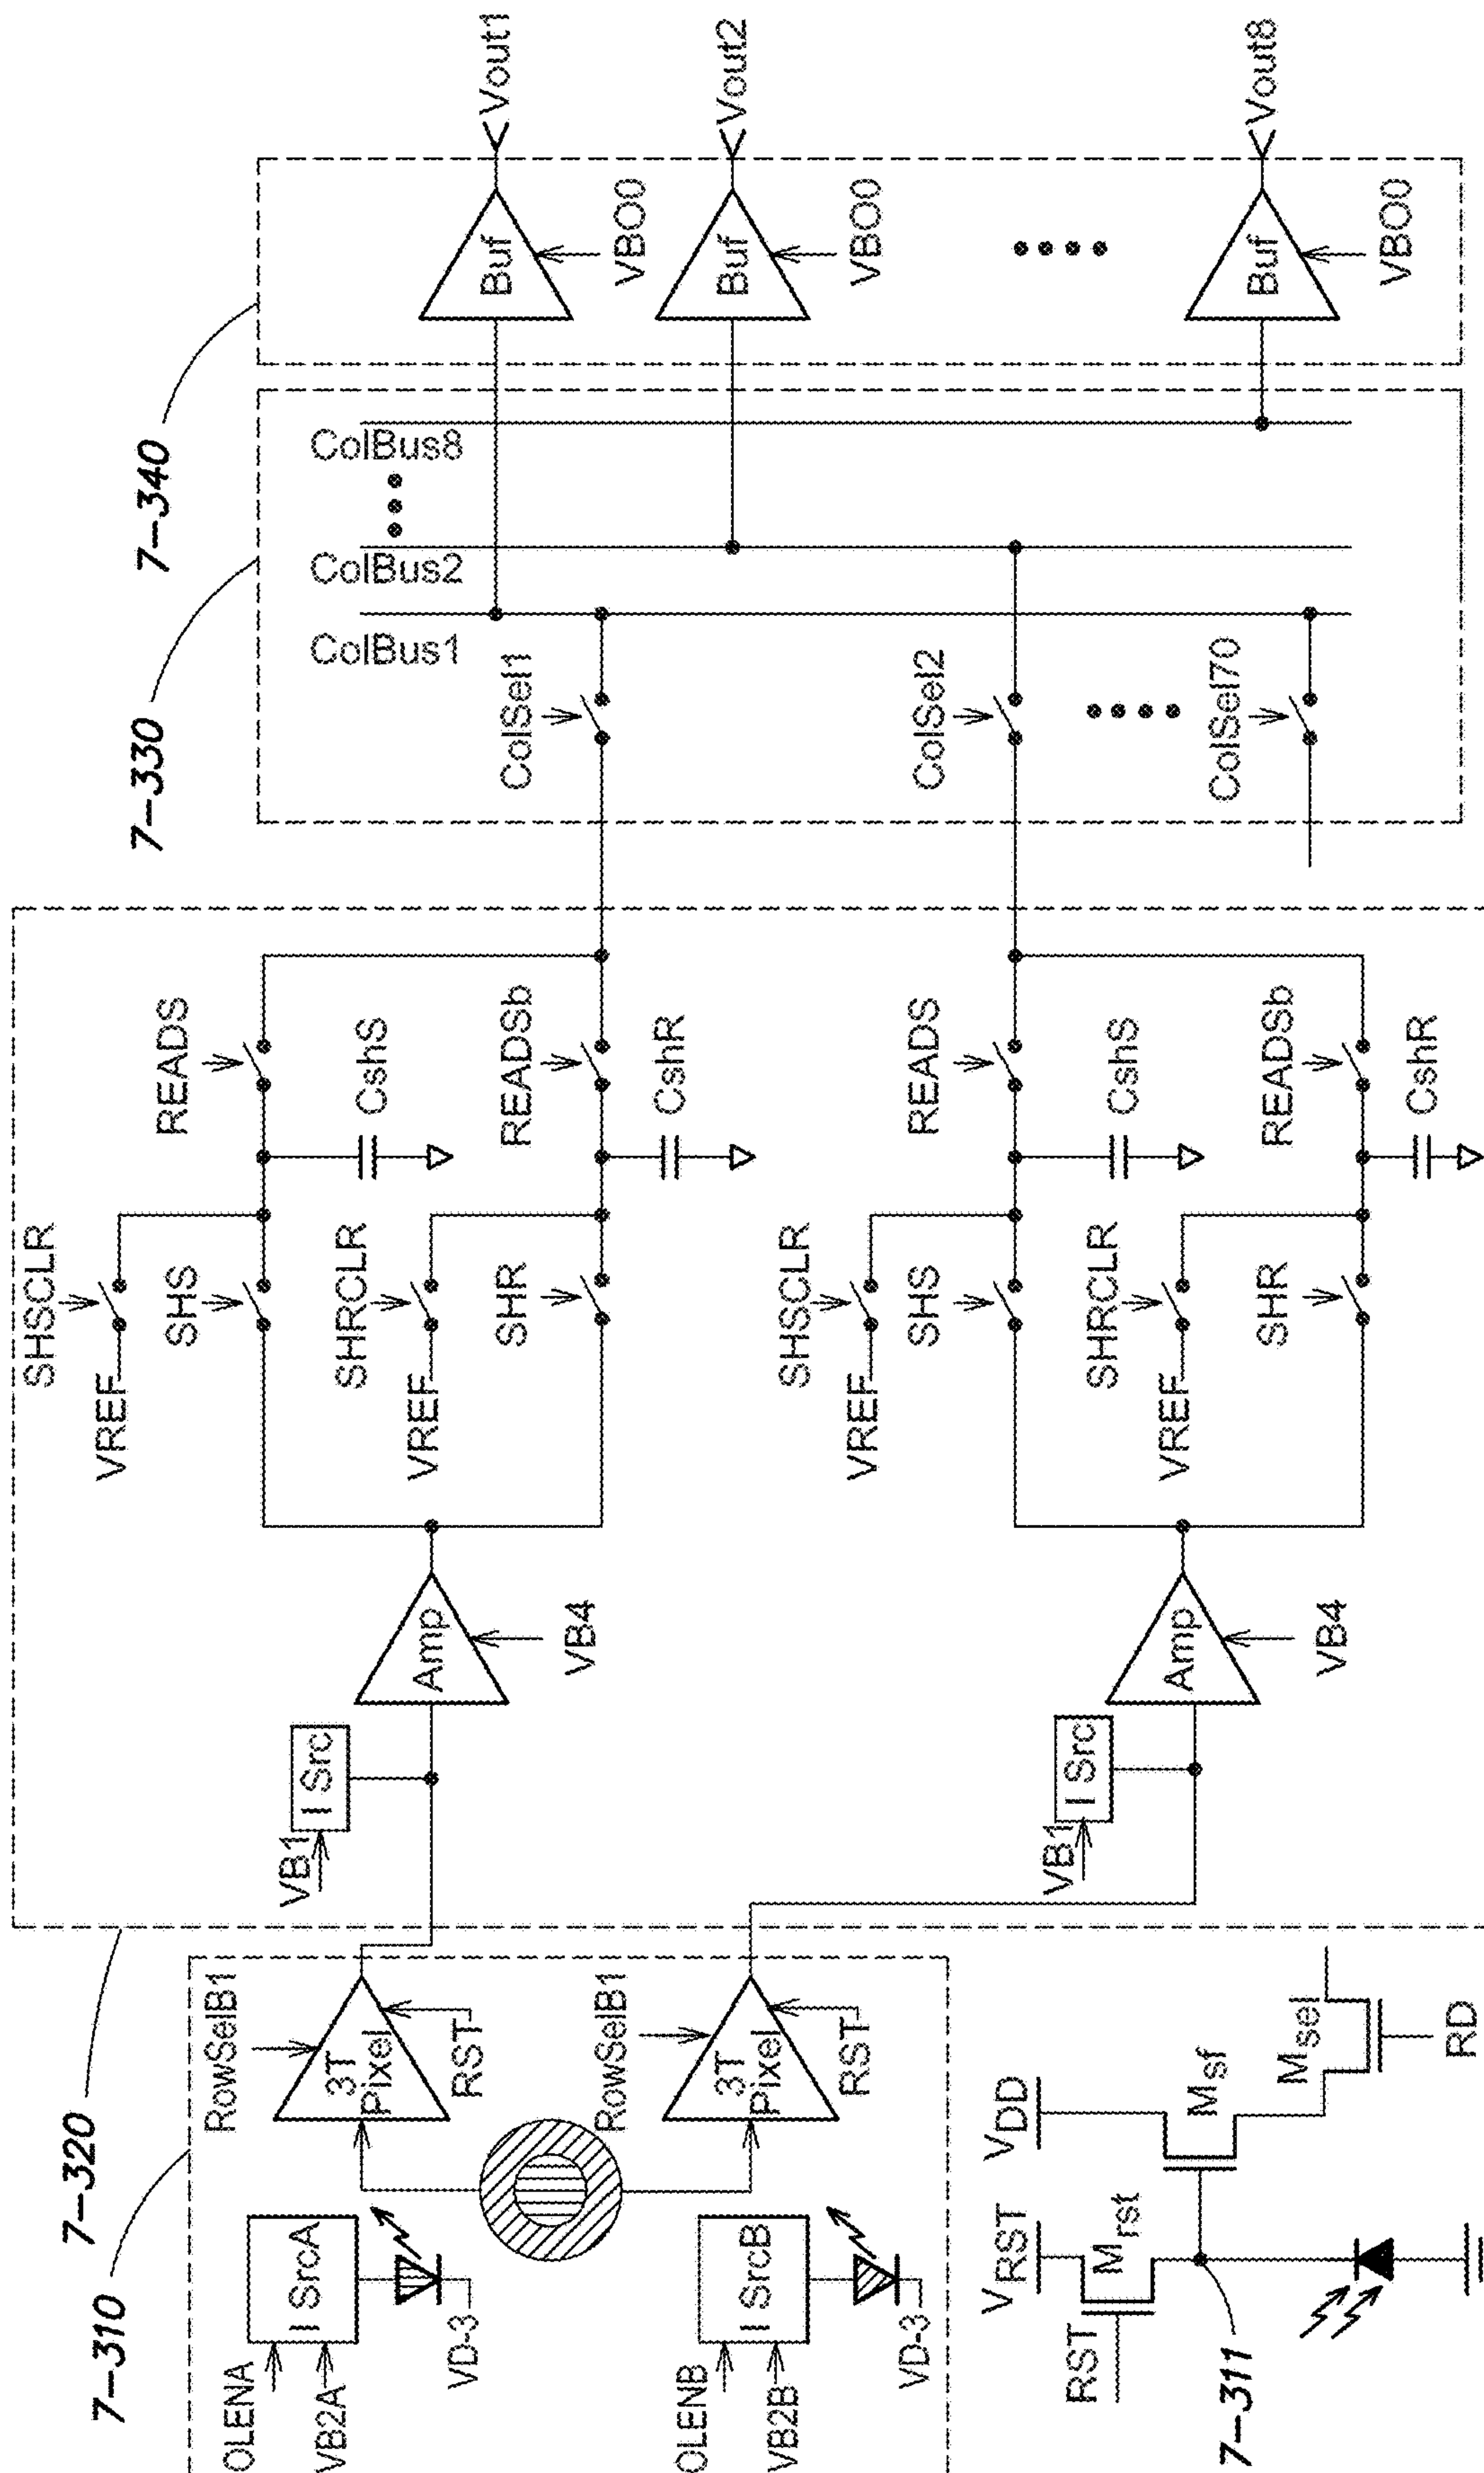 7-310
OLENA
VB2A
I SrcA
VD-3
RowSelB1
3T
Pixel
RST
OLENB
VB2B
I SrcB
VD-3
RowSelB1
3T
Pixel
RST
7-311
RST
VRST
Mrst
VDD
Msf
Msel
RD
7-320
VB1
I Src
Amp
VB4
SHSCLR
VREF
SHS
SHRCLR
VREF
SHR
READS
CshS
READSb
CshR
VB1
I Src
Amp
VB4
SHSCLR
VREF
SHS
SHRCLR
VREF
SHR
READS
CshS
READSb
CshR
7-330
ColSel1
ColSel2
ColSel70
ColBus1
ColBus2
ColBus8
7-340
Buf
VBO0
Vout1
Buf
VBO0
Vout2
Buf
VBO0
Vout8